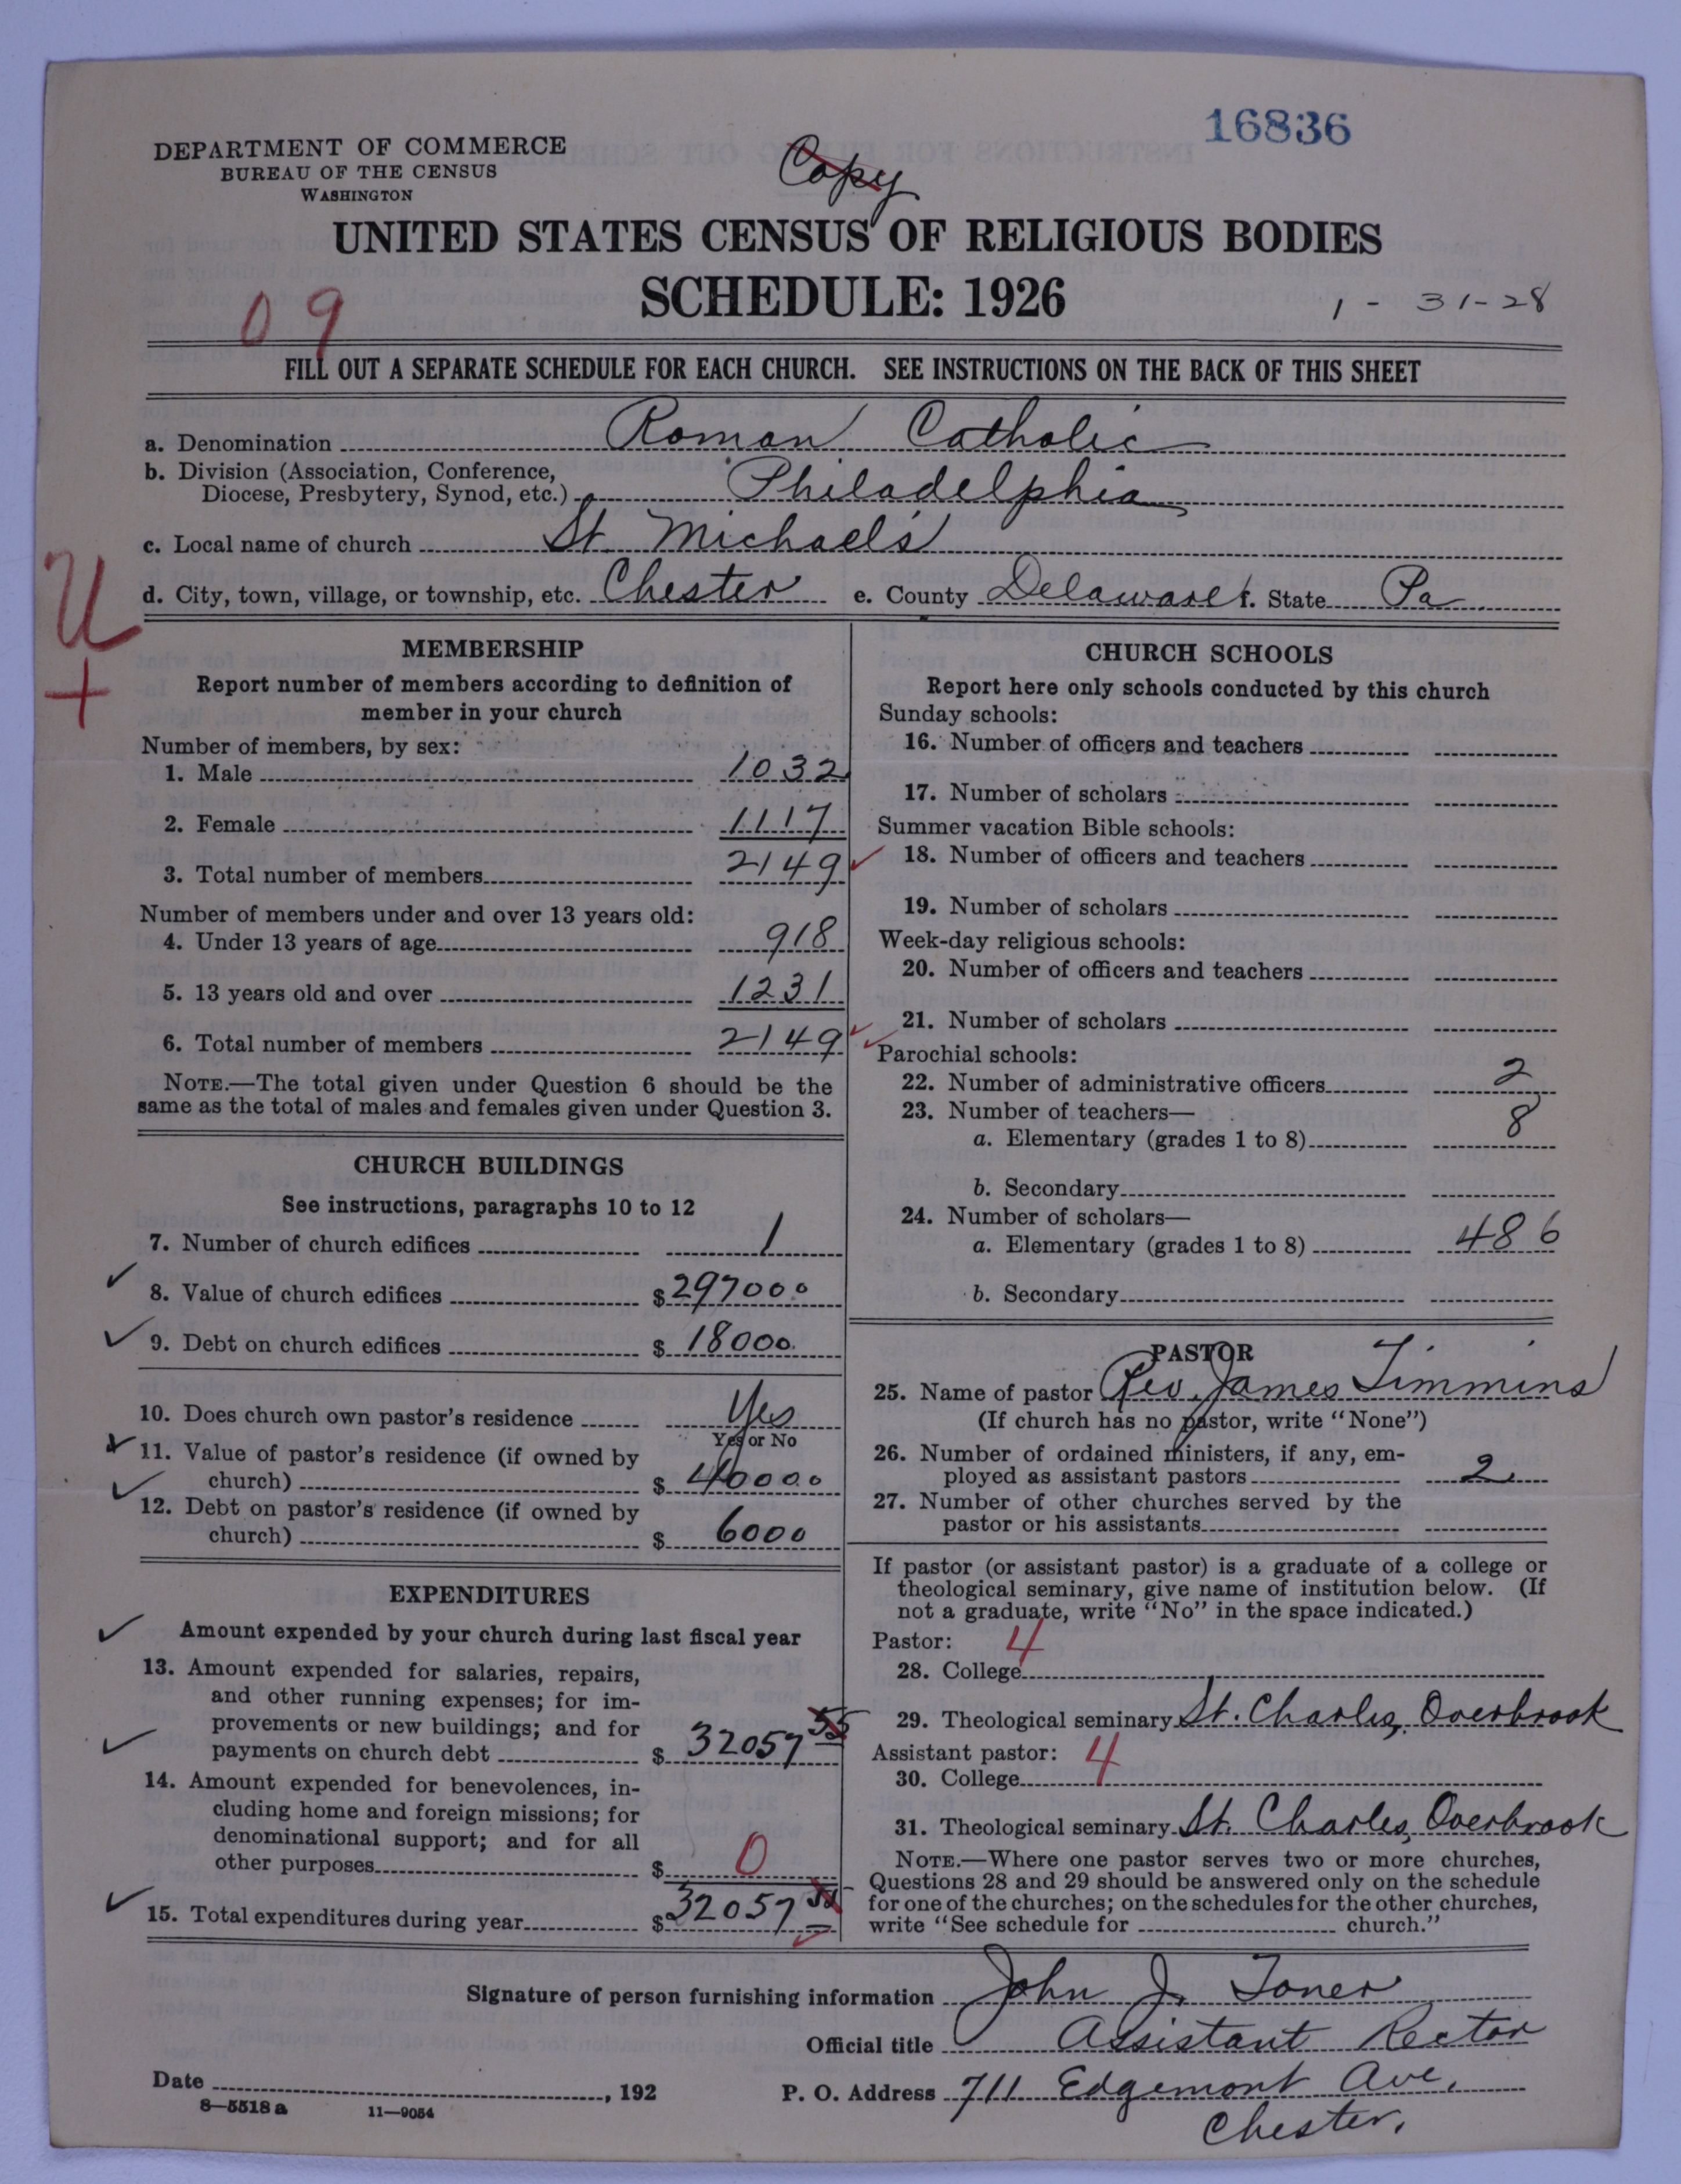 16836
DEPARTMENT OF COMMERCE
BUREAU OF THE CENSUS
WASHINGTON
Copy
UNITED STATES CENSUS OF RELIGIOUS BODIES
SCHEDULE: 1926
09
1 - 31-28
FILL OUT A SEPARATE SCHEDULE FOR EACH CHURCH. SEE INSTRUCTIONS ON THE BACK OF THIS SHEET
a. Denomination Roman Catholic
b. Division (Association, Conference,
Diocese, Presbytery, Synod, etc.) Philadelphia
c. Local name of church St. Michael's
d. City, town, village, or township, etc. Chester e. County Delaware f. State Pa
U
+
MEMBERSHIP
Report number of members according to definition of
member in your church
Number of members, by sex:
1. Male 1032
2. Female 1117
3. Total number of members 2149
Number of members under and over 13 years old:
4. Under 13 years of age 918
5. 13 years old and over 1231
6. Total number of members 2149
NOTE.—The total given under Question 6 should be the
same as the total of males and females given under Question 3.
CHURCH BUILDINGS
See instructions, paragraphs 10 to 12
7. Number of church edifices 1
8. Value of church edifices $297000
9. Debt on church edifices $18000
10. Does church own pastor's residence Yes
Yes or No
11. Value of pastor's residence (if owned by
church) $40000
12. Debt on pastor's residence (if owned by
church) $6000
EXPENDITURES
Amount expended by your church during last fiscal year
13. Amount expended for salaries, repairs,
and other running expenses; for im-
provements or new buildings; and for
payments on church debt $32057 55
14. Amount expended for benevolences, in-
cluding home and foreign missions; for
denominational support; and for all
other purposes $0
15. Total expenditures during year $32057
CHURCH SCHOOLS
Report here only schools conducted by this church
Sunday schools:
16. Number of officers and teachers
17. Number of scholars
Summer vacation Bible schools:
18. Number of officers and teachers
19. Number of scholars
Week-day religious schools:
20. Number of officers and teachers
21. Number of scholars
Parochial schools:
22. Number of administrative officers 2
23. Number of teachers—
a. Elementary (grades 1 to 8) 8
b. Secondary
24. Number of scholars—
a. Elementary (grades 1 to 8) 486
b. Secondary
PASTOR
25. Name of pastor Rev. James Timmins
(If church has no pastor, write "None")
26. Number of ordained ministers, if any, em-
ployed as assistant pastors 2
27. Number of other churches served by the
pastor or his assistants
If pastor (or assistant pastor) is a graduate of a college or
theological seminary, give name of institution below. (If
not a graduate, write "No" in the space indicated.)
Pastor: 4
28. College
29. Theological seminary St. Charles, Overbrook
Assistant pastor: 4
30. College
31. Theological seminary St. Charles, Overbrook
NOTE.—Where one pastor serves two or more churches,
Questions 28 and 29 should be answered only on the schedule
for one of the churches; on the schedules for the other churches,
write "See schedule for church."
Signature of person furnishing information John J. Toner
Official title Assistant Rector
Date , 192
P. O. Address 711 Edgemont Ave.
Chester.
8—5518 a 11—9054